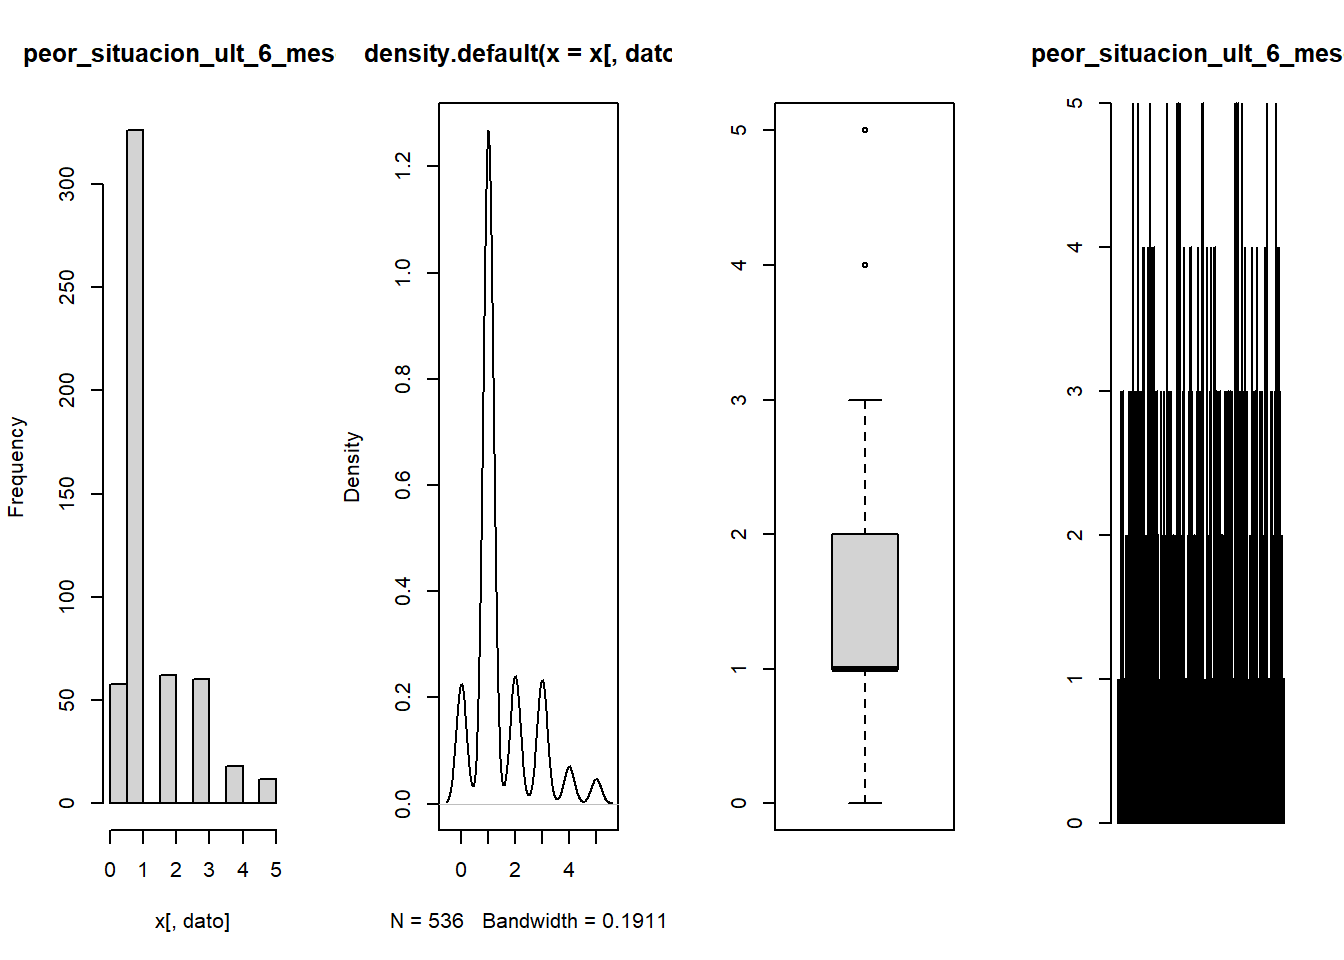 peor_situacion_ult_6_mes
Frequency
300
250
200
150
100
50
0
0 1 2 3 4 5
x[, dato]
density.default(x = x[, dato
Density
1.2
1.0
0.8
0.6
0.4
0.2
0.0
0 2 4
N = 536 Bandwidth = 0.1911
5
4
3
2
1
0
peor_situacion_ult_6_mes
5
4
3
2
1
0